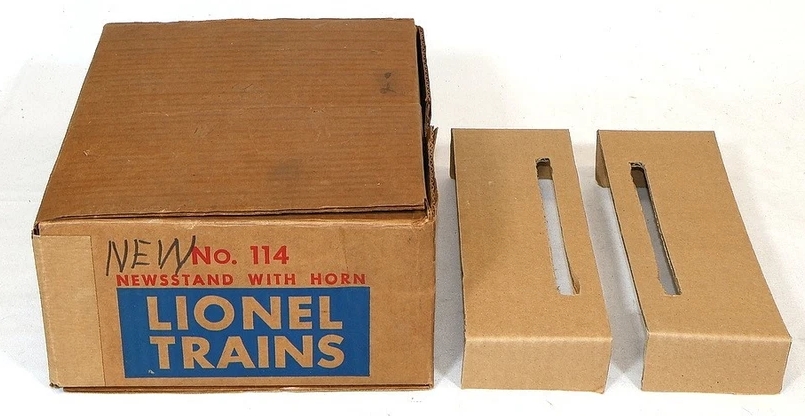 NEW No. 114
NEWSSTAND WITH HORN
LIONEL
TRAINS